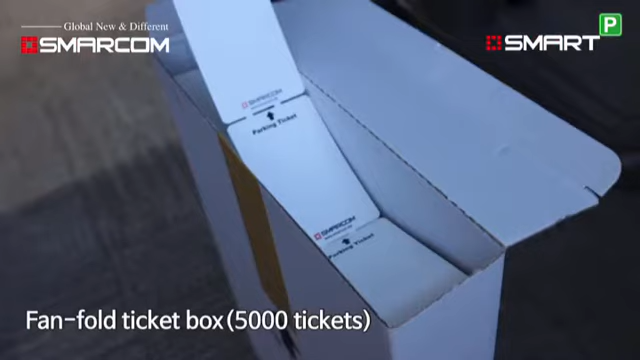 Global New & Different
SMARCOM
SMART
P
SMARCOM
Parking Ticket
SMARCOM
Parking Ticket
Fan-fold ticket box(5000 tickets)